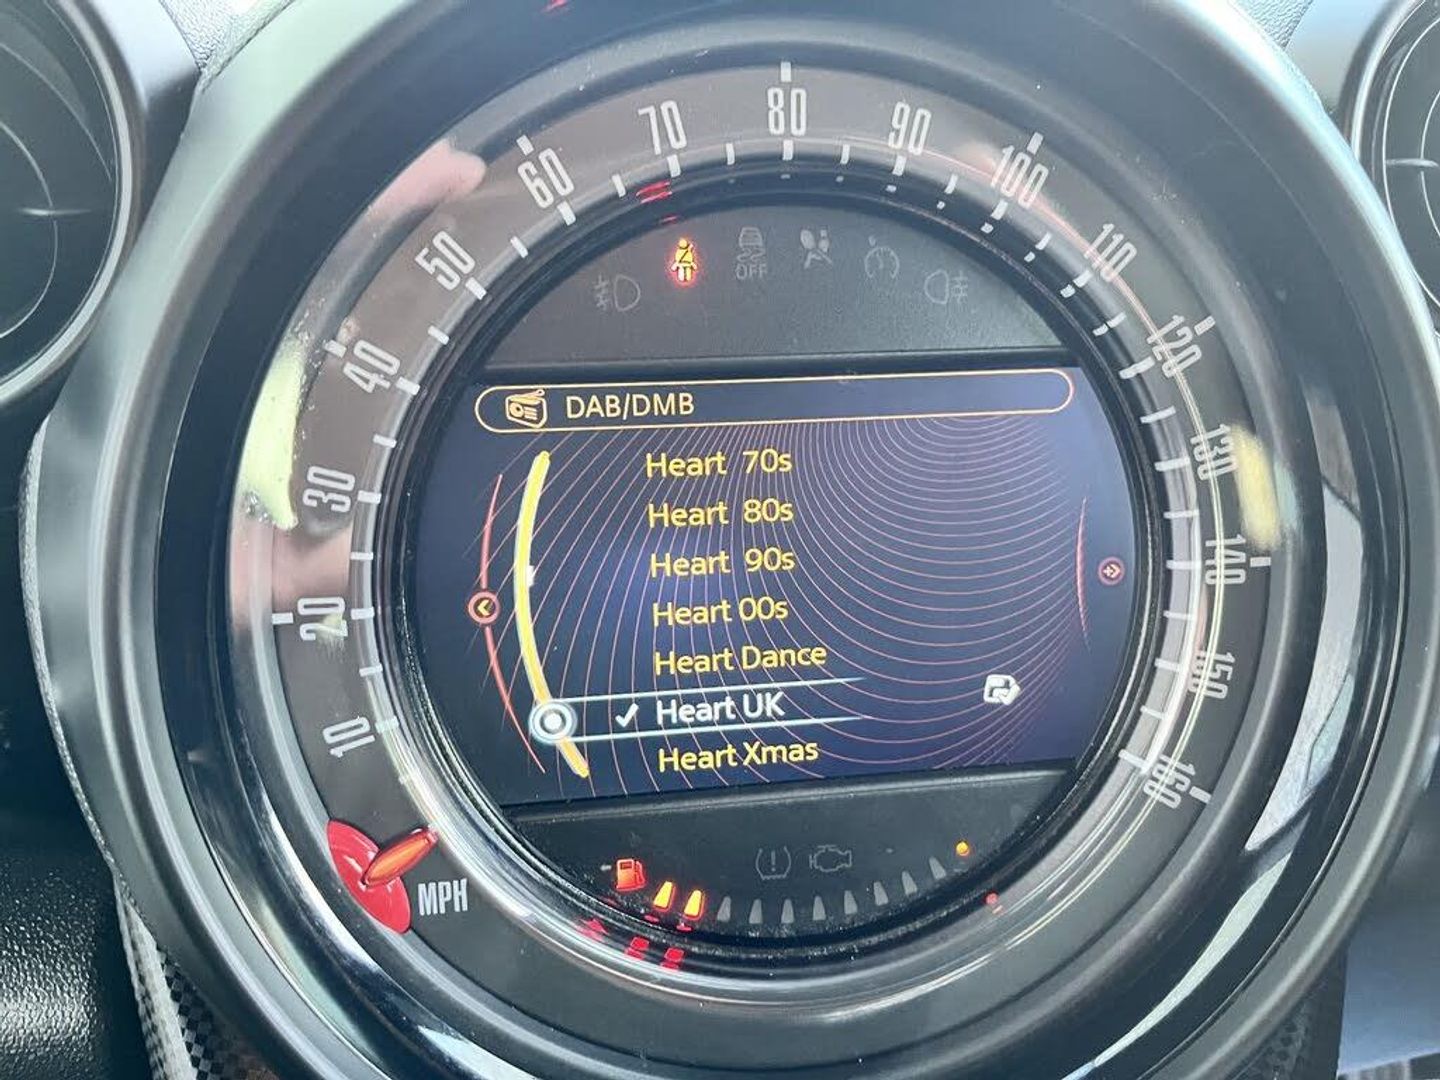 10
20
30
40
50
60
70
80
90
100
110
120
130
140
150
160
MPH
OFF
DAB/DMB
Heart 70s
Heart 80s
Heart 90s
Heart 00s
Heart Dance
Heart UK
Heart Xmas